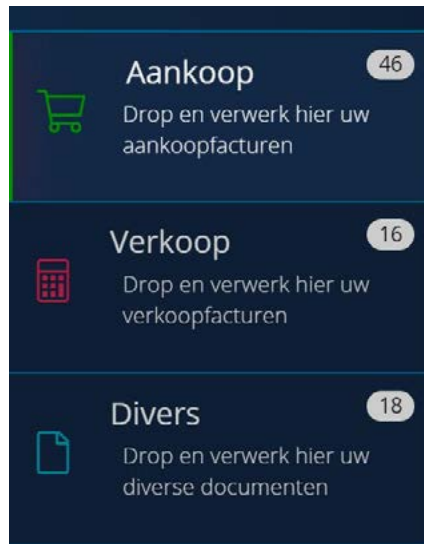 Aankoop 46
Drop en verwerk hier uw
aankoopfacturen
Verkoop 16
Drop en verwerk hier uw
verkoopfacturen
Divers 18
Drop en verwerk hier uw
diverse documenten